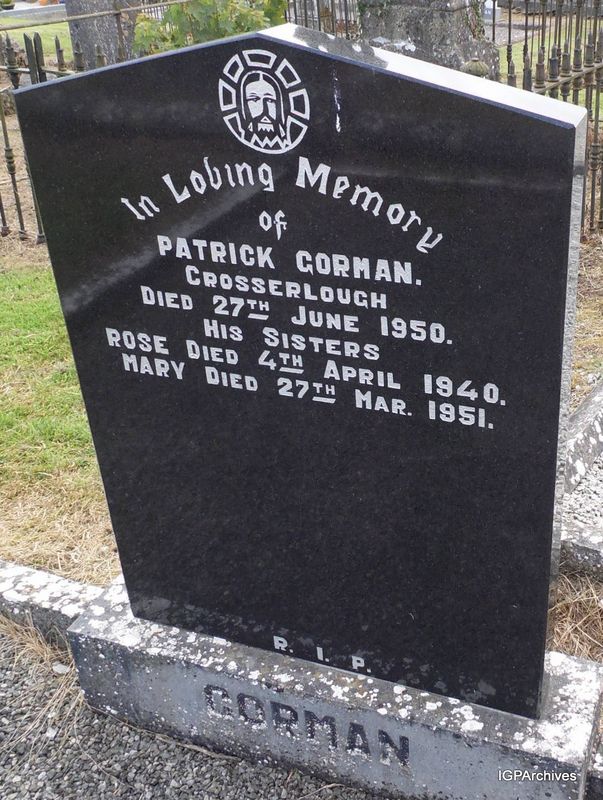 In Loving Memory
of
PATRICK GORMAN.
CROSSERLOUGH
DIED 27TH JUNE 1950.
HIS SISTERS
ROSE DIED 4TH APRIL 1940.
MARY DIED 27TH MAR. 1951.
R. I. P.
GORMAN
IGPArchives